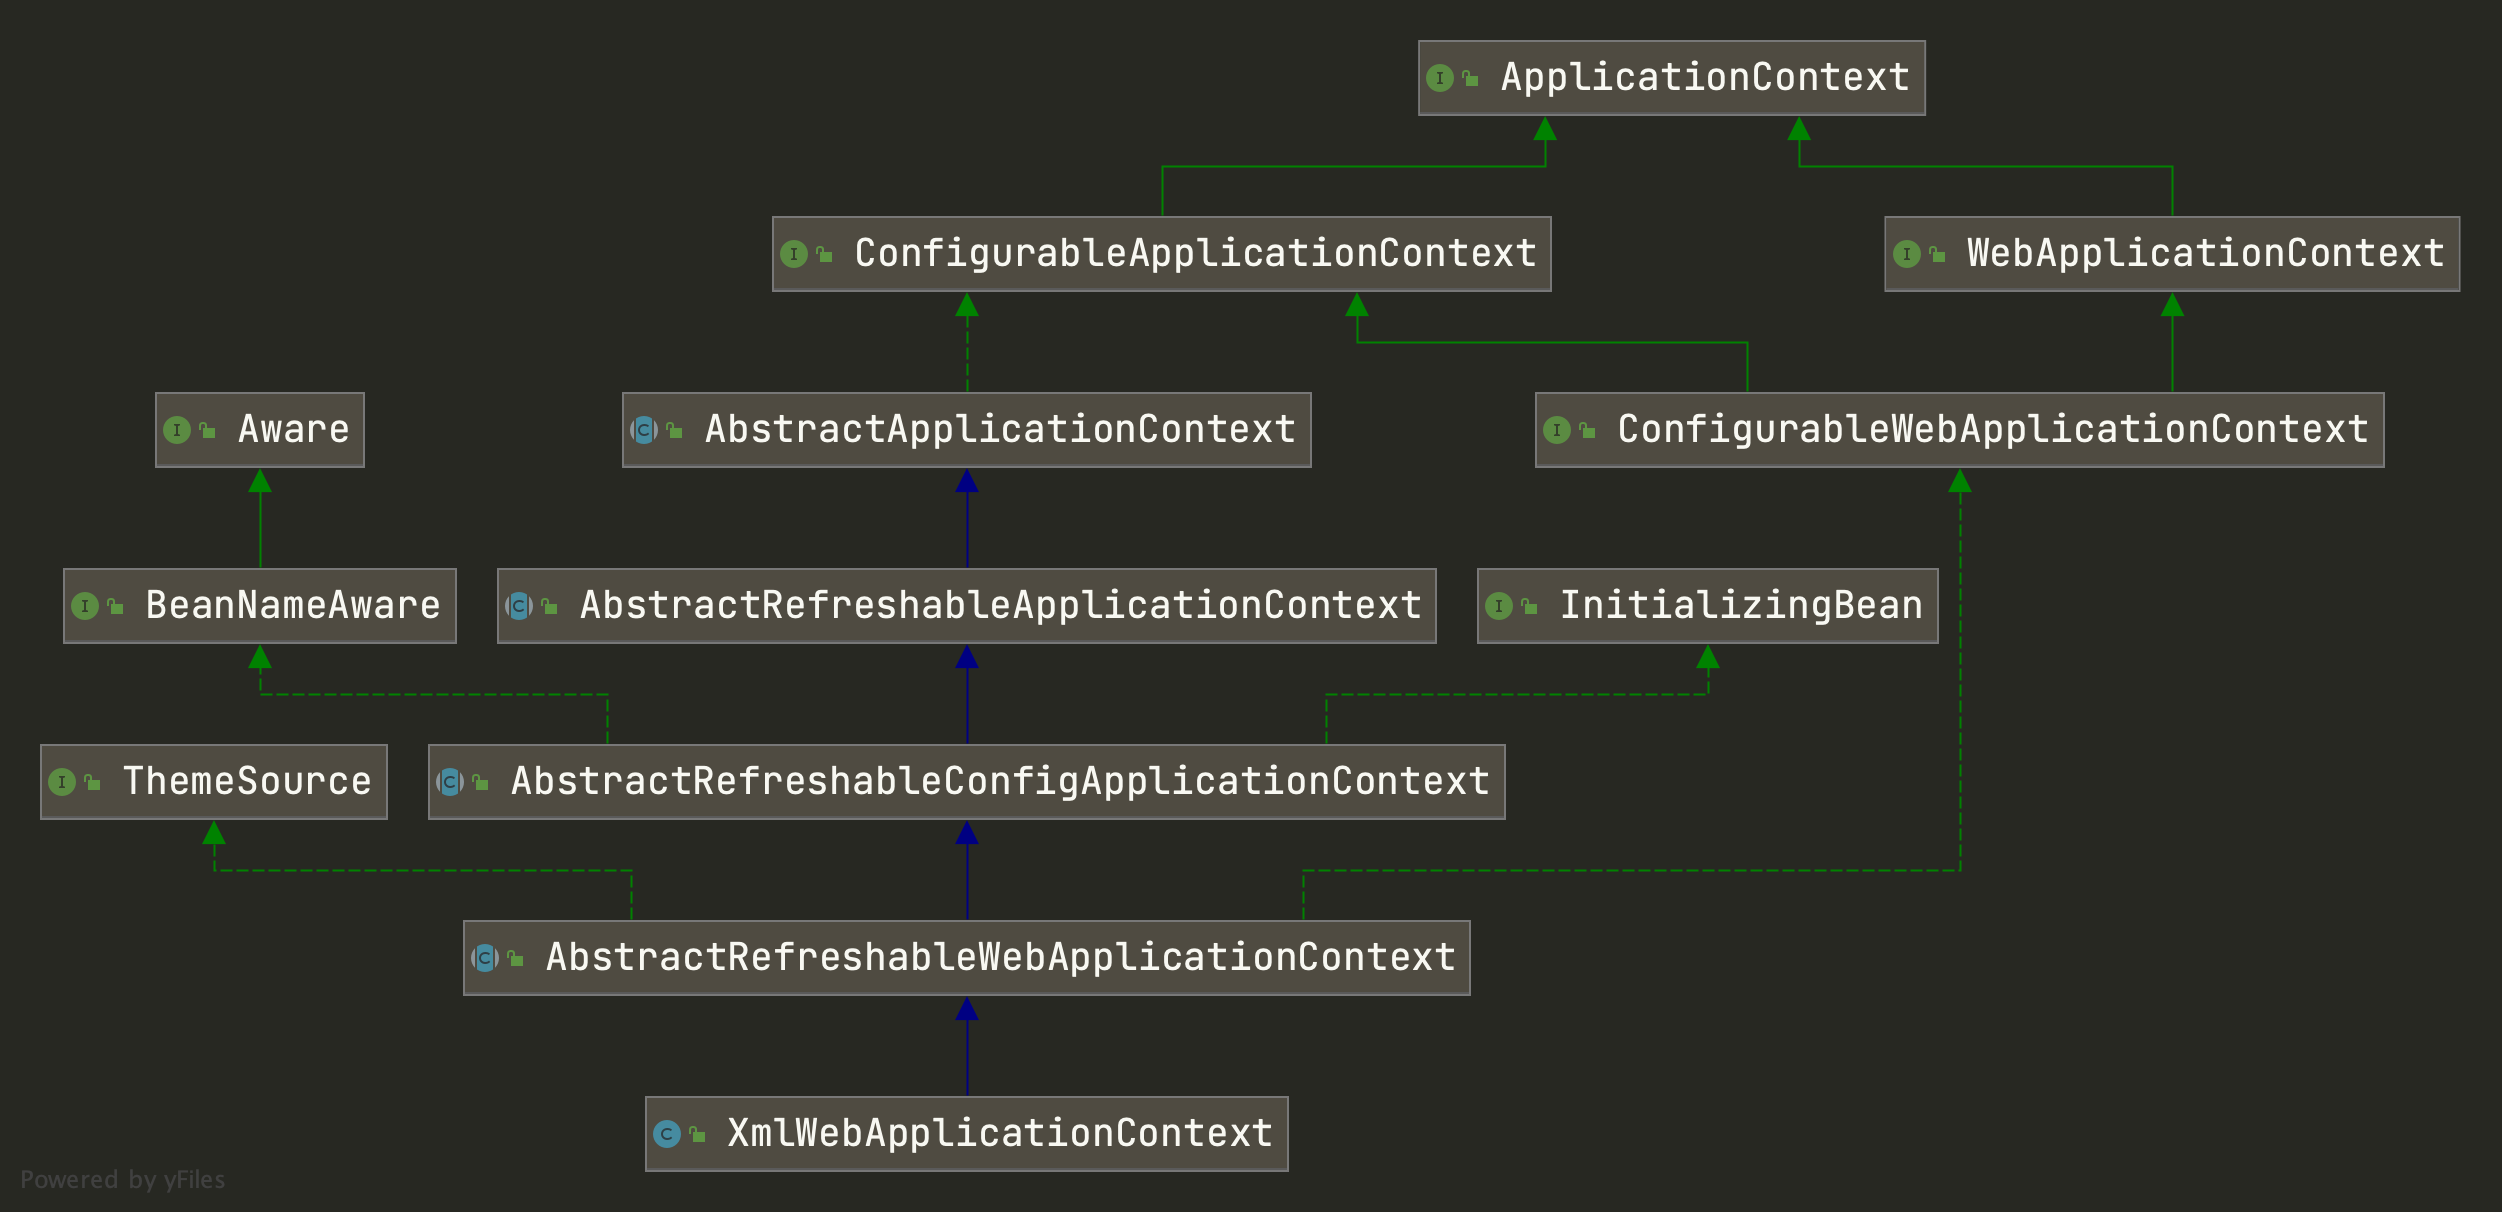 ApplicationContext
ConfigurableApplicationContext
WebApplicationContext
Aware
AbstractApplicationContext
ConfigurableWebApplicationContext
BeanNameAware
AbstractRefreshableApplicationContext
InitializingBean
ThemeSource
AbstractRefreshableConfigApplicationContext
AbstractRefreshableWebApplicationContext
XmlWebApplicationContext
Powered by yFiles